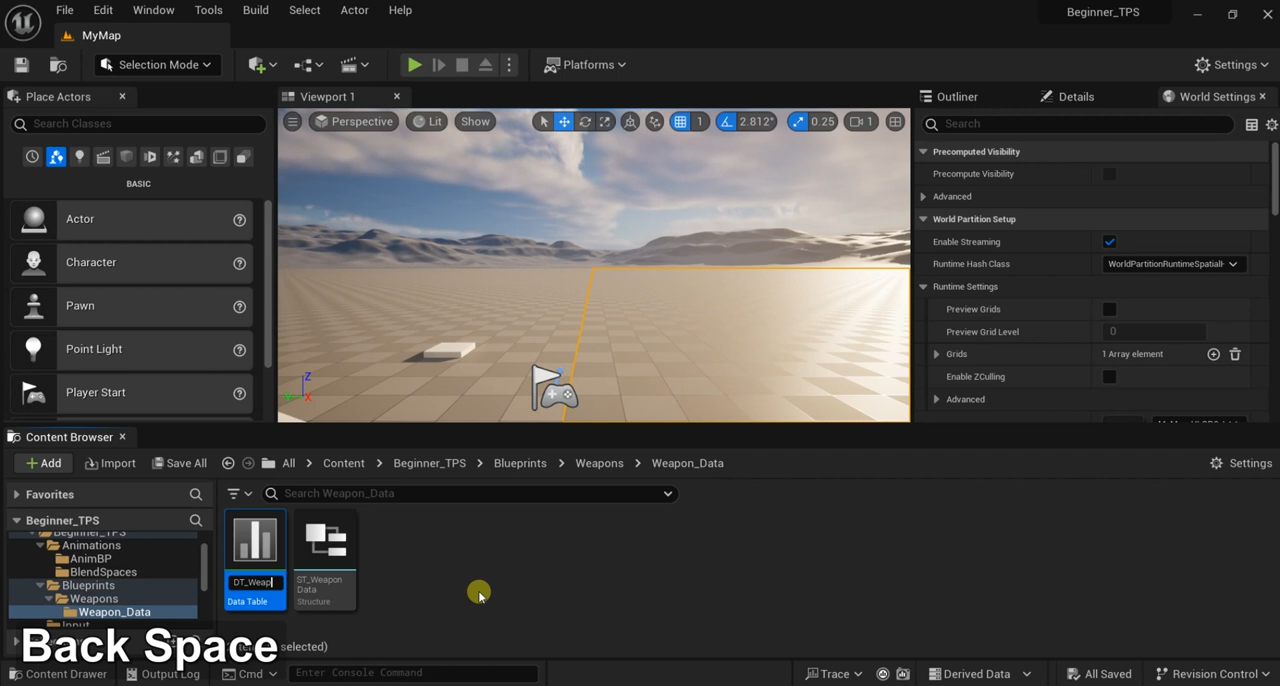 File Edit Window Tools Build Select Actor Help
Beginner_TPS
MyMap
Selection Mode
Platforms
Settings
Place Actors
Viewport 1
Outliner
Details
World Settings
Search Classes
Perspective
Lit
Show
1
2.812°
0.25
1
Search
BASIC
Actor
Character
Pawn
Point Light
Player Start
Z
X
Precomputed Visibility
Precompute Visibility
Advanced
World Partition Setup
Enable Streaming
Runtime Hash Class
WorldPartitionRuntimeSpatial
Runtime Settings
Preview Grids
Preview Grid Level
0
Grids
1 Array element
Enable ZCulling
Advanced
Content Browser
Add
Import
Save All
All > Content > Beginner_TPS > Blueprints > Weapons > Weapon_Data
Settings
Favorites
Search Weapon_Data
Beginner_TPS
Beginner_TPS
Animations
AnimBP
BlendSpaces
Blueprints
Weapons
Weapon_Data
Input
DT_Weap
Data Table
ST_Weapon
Data
Structure
selected)
Back Space
Content Drawer
Output Log
Cmd
Enter Console Command
Trace
Derived Data
All Saved
Revision Control